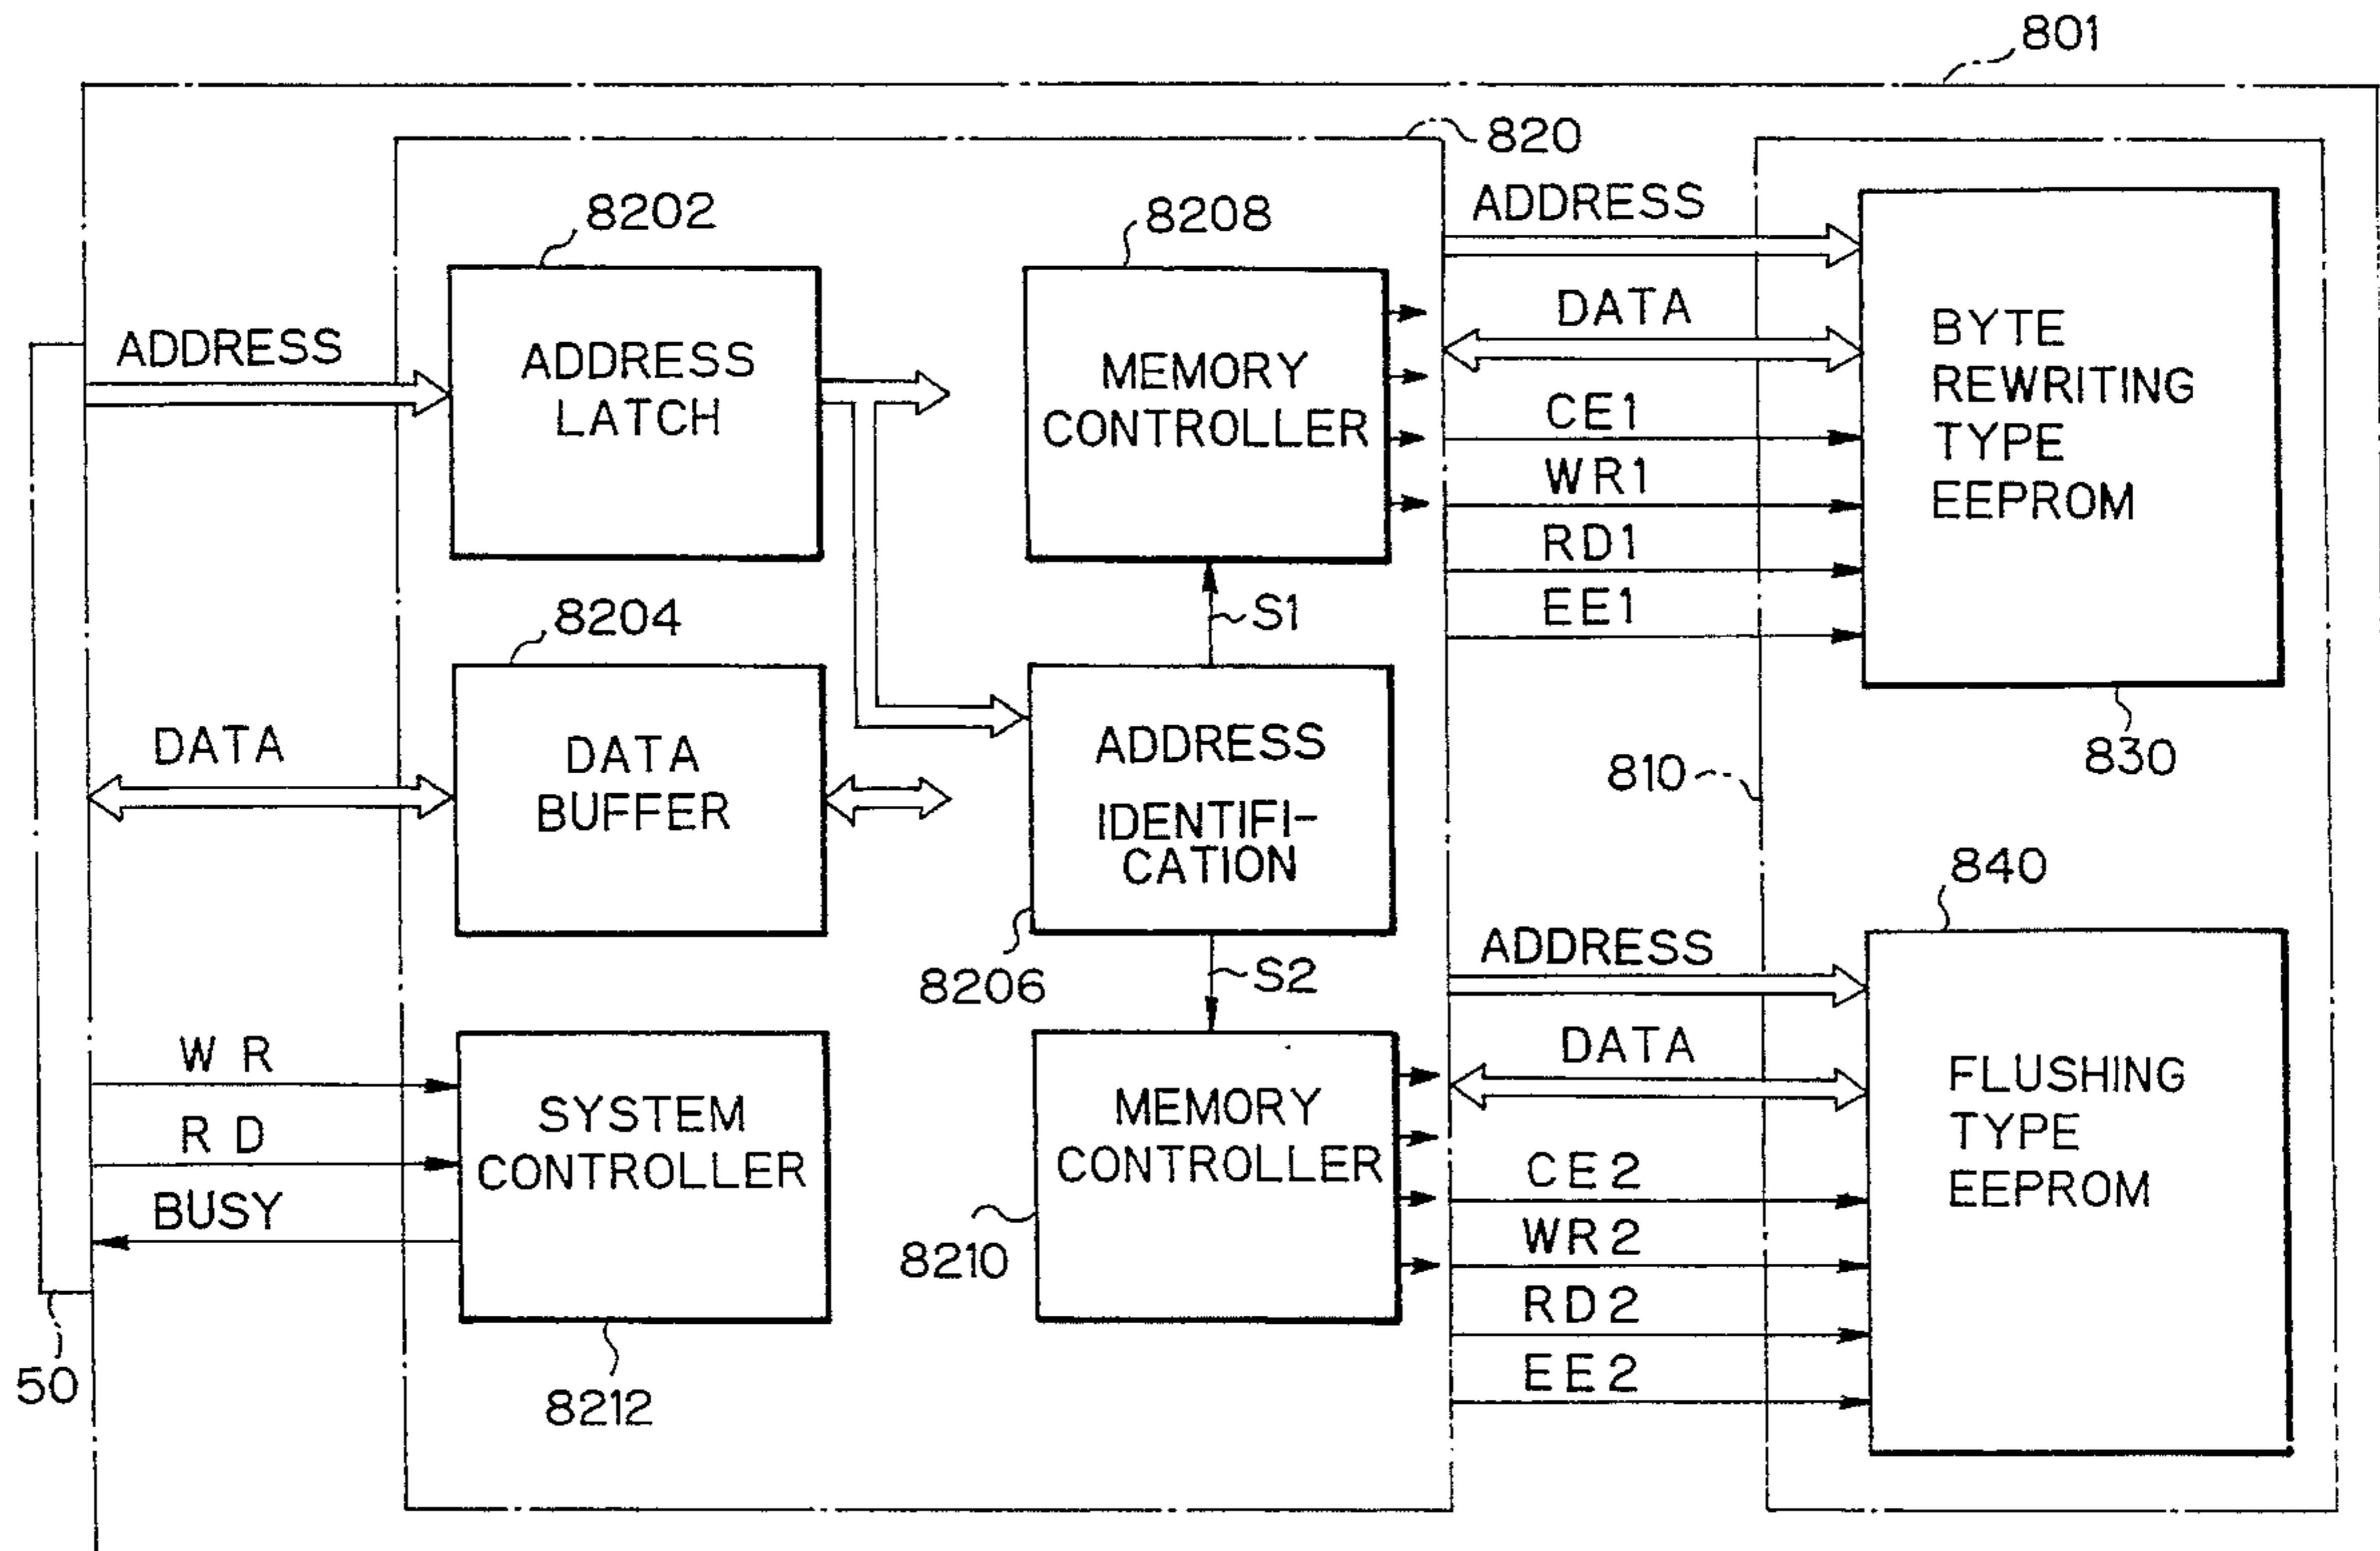 801
820
8202
8208
ADDRESS
ADDRESS
LATCH
MEMORY
CONTROLLER
ADDRESS
DATA
CE1
WR1
RD1
EE1
BYTE
REWRITING
TYPE
EEPROM
830
8204
S1
DATA
DATA
BUFFER
ADDRESS
IDENTIFI-
CATION
8206
810
S2
840
W R
R D
BUSY
SYSTEM
CONTROLLER
8212
MEMORY
CONTROLLER
8210
ADDRESS
DATA
CE2
WR2
RD2
EE2
FLUSHING
TYPE
EEPROM
50